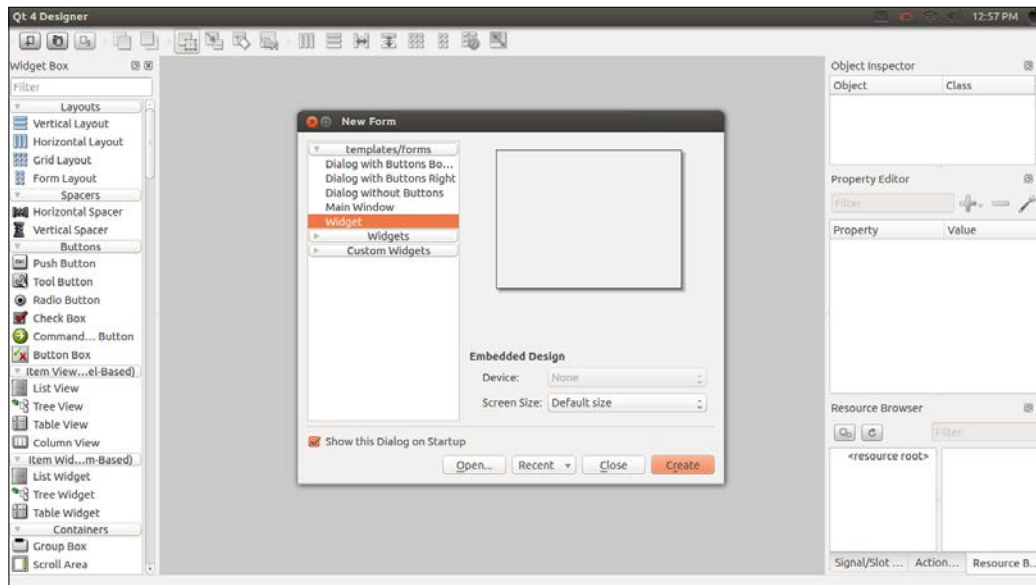 Qt 4 Designer
12:57 PM
Widget Box
Filter
Layouts
Vertical Layout
Horizontal Layout
Grid Layout
Form Layout
Spacers
Horizontal Spacer
Vertical Spacer
Buttons
Push Button
Tool Button
Radio Button
Check Box
Command... Button
Button Box
Item View...el-Based)
List View
Tree View
Table View
Column View
Item Wid...m-Based)
List Widget
Tree Widget
Table Widget
Containers
Group Box
Scroll Area
New Form
templates/forms
Dialog with Buttons Bo...
Dialog with Buttons Right
Dialog without Buttons
Main Window
Widget
Widgets
Custom Widgets
Embedded Design
Device: None
Screen Size: Default size
Show this Dialog on Startup
Open... Recent Close Create
Object Inspector
Object Class
Property Editor
Filter
Property Value
Resource Browser
Filter
<resource root>
Signal/Slot ... Action... Resource B...